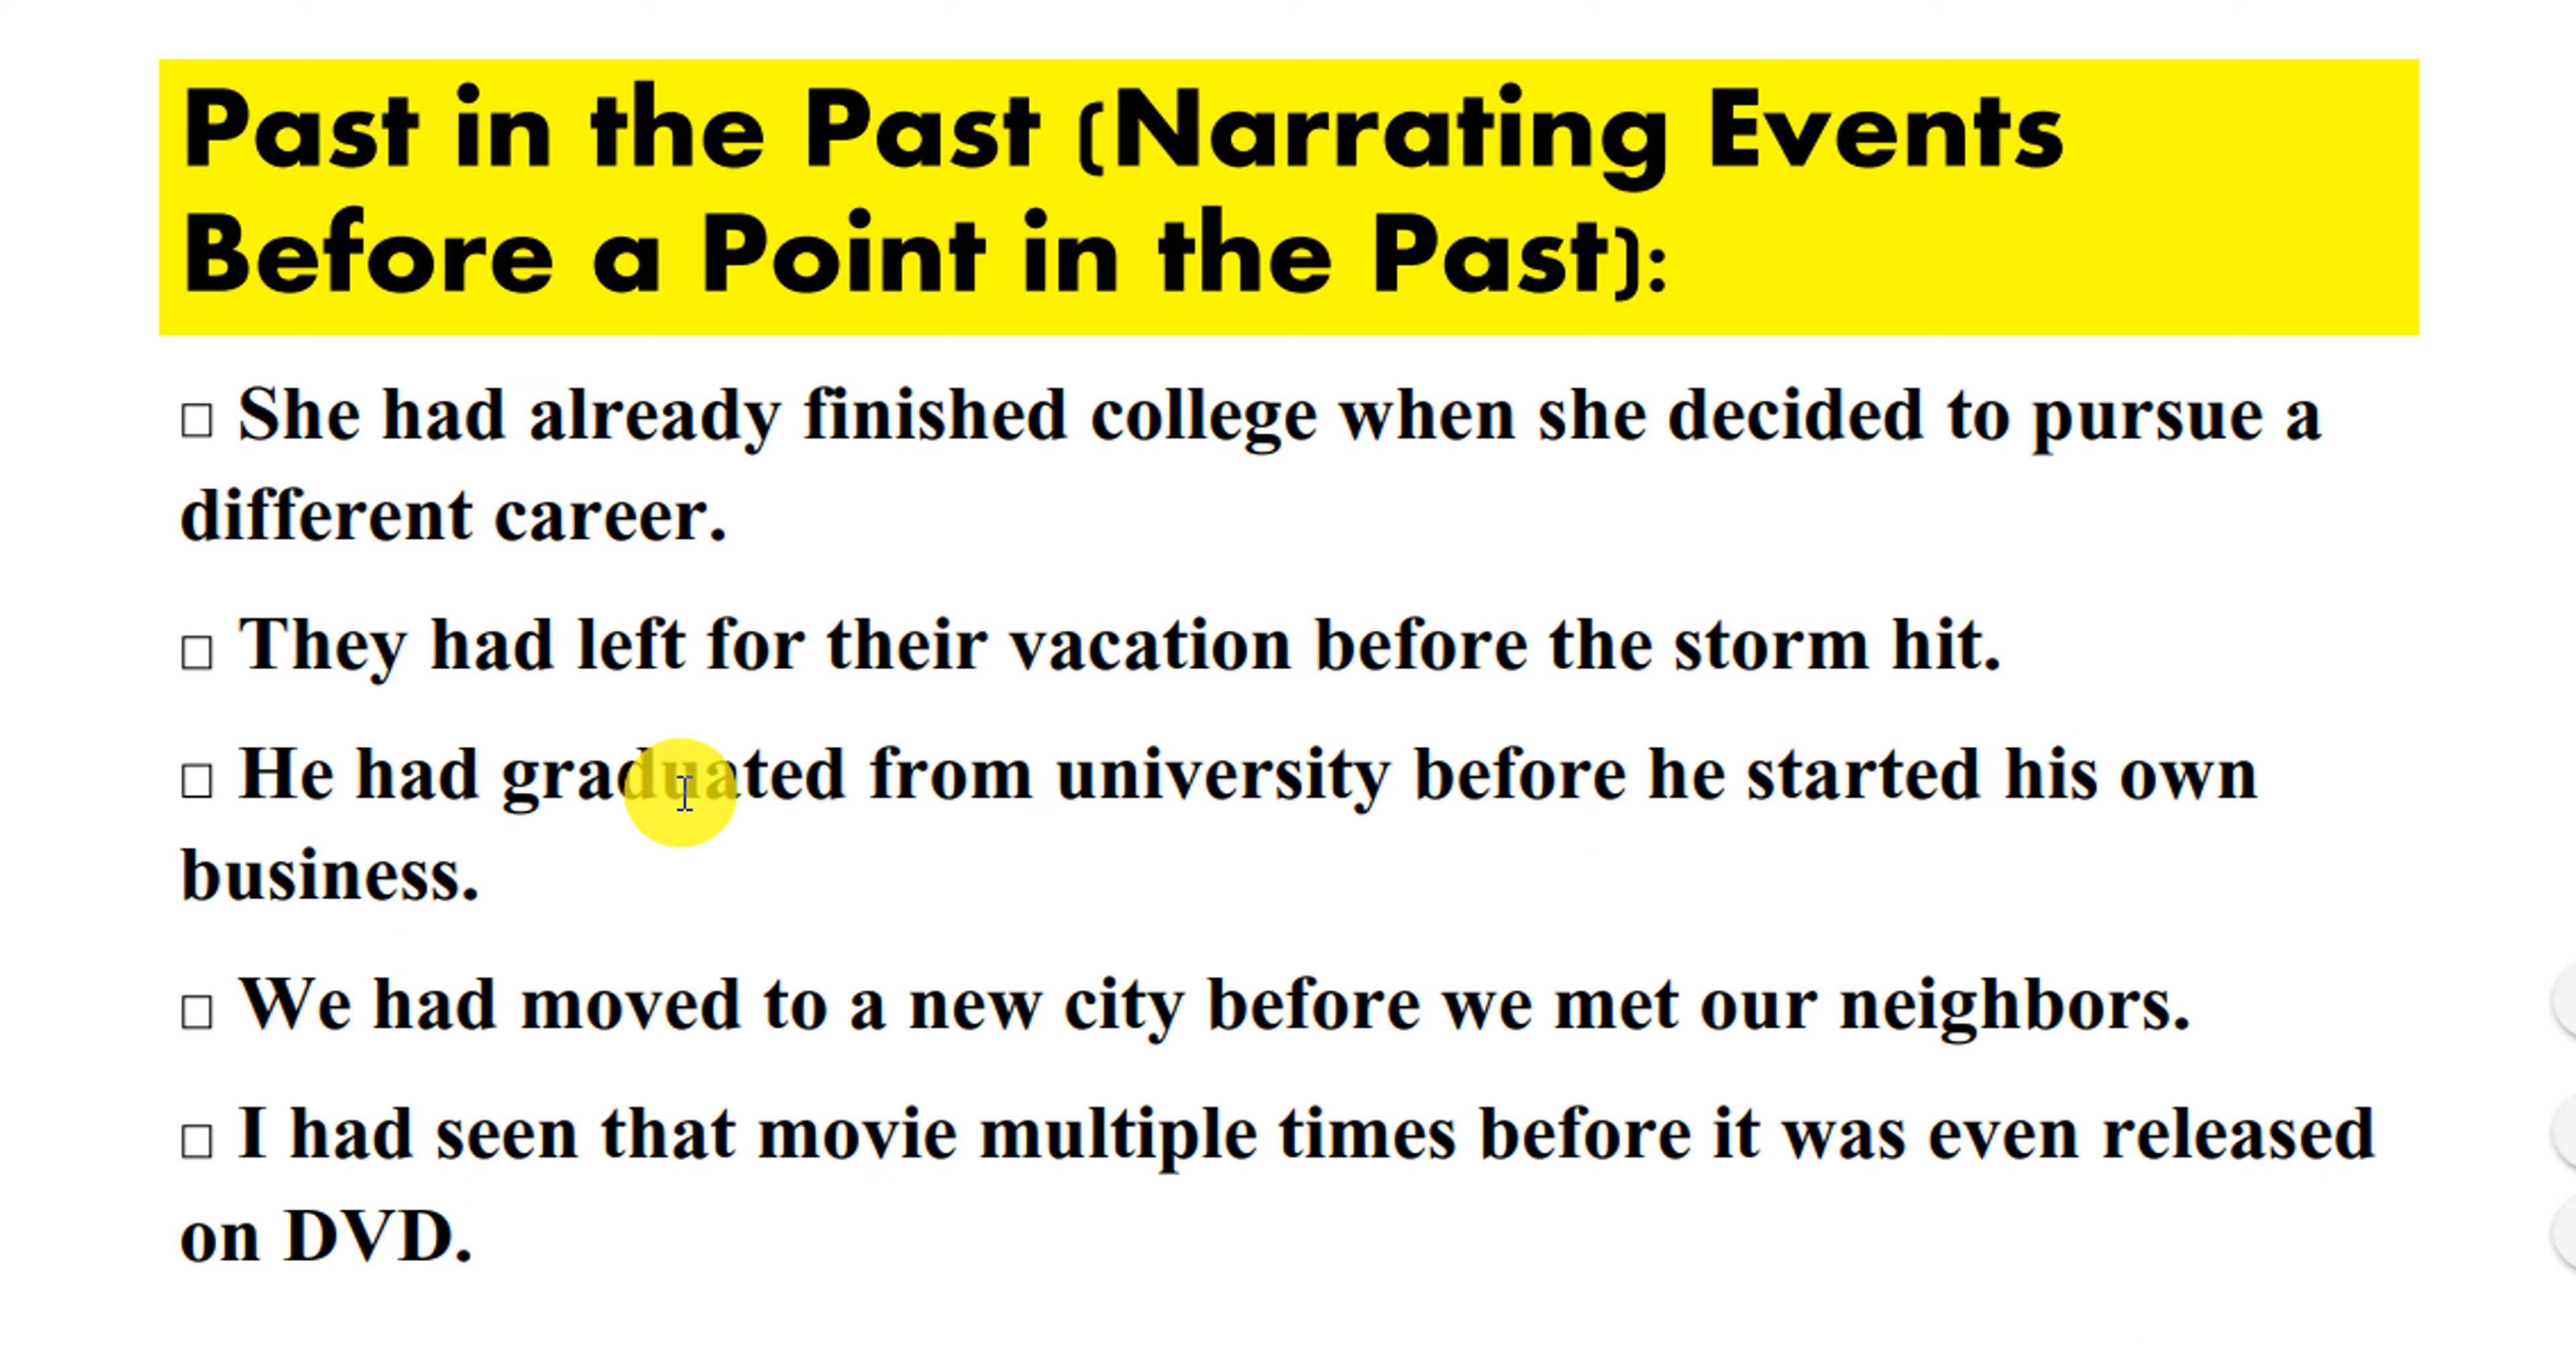 Past in the Past (Narrating Events
Before a Point in the Past):
□ She had already finished college when she decided to pursue a
different career.
□ They had left for their vacation before the storm hit.
□ He had graduated from university before he started his own
business.
□ We had moved to a new city before we met our neighbors.
□ I had seen that movie multiple times before it was even released
on DVD.